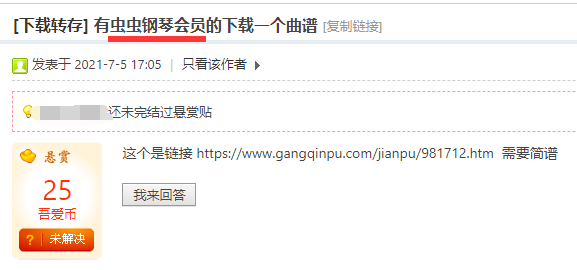 [下载转存] 有虫虫钢琴会员的下载一个曲谱 [复制链接]
发表于 2021-7-5 17:05 | 只看该作者
还未完结过悬赏贴
悬赏
25
吾爱币
? 未解决
这个是链接 https://www.gangqinpu.com/jianpu/981712.htm 需要简谱
我来回答